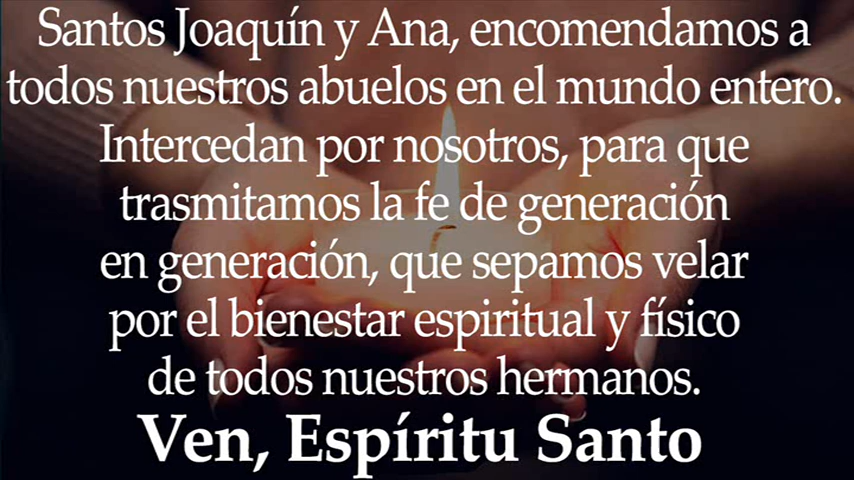 Santos Joaquín y Ana, encomendamos a
todos nuestros abuelos en el mundo entero.
Intercedan por nosotros, para que
trasmitamos la fe de generación
en generación, que sepamos velar
por el bienestar espiritual y físico
de todos nuestros hermanos.
Ven, Espíritu Santo